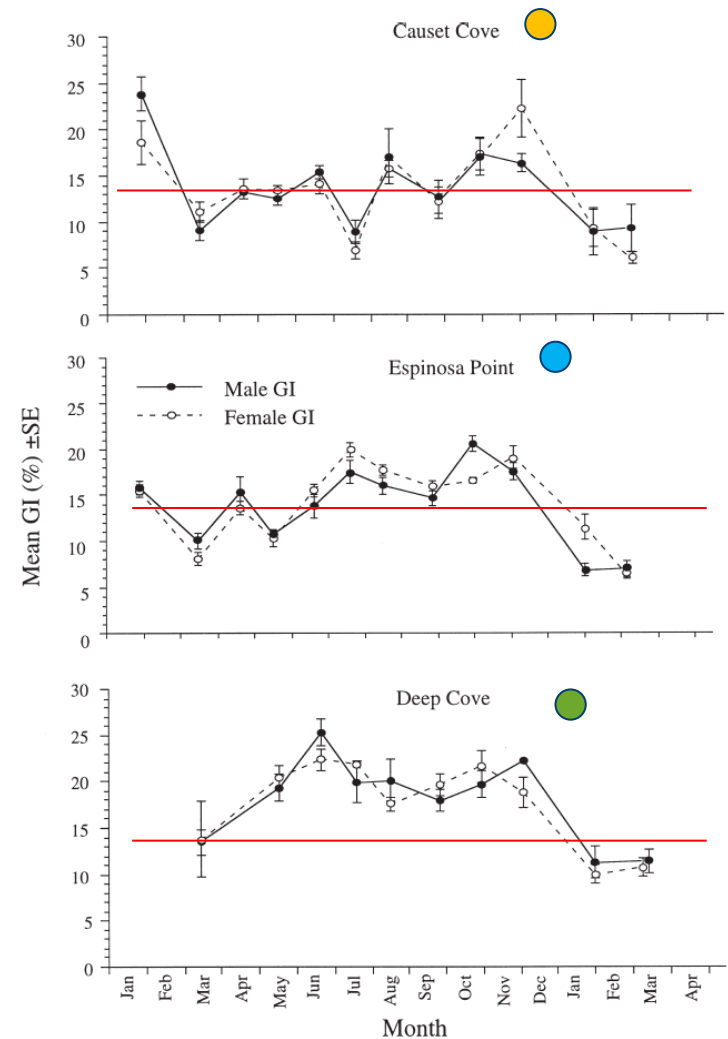 Causet Cove
30
25
20
15
10
5
0
Espinosa Point
30
25
20
15
10
5
0
Male GI
Female GI
Mean GI (%) ±SE
Deep Cove
30
25
20
15
10
5
0
Jan Feb Mar Apr May Jun Jul Aug Sep Oct Nov Dec Jan Feb Mar Apr
Month